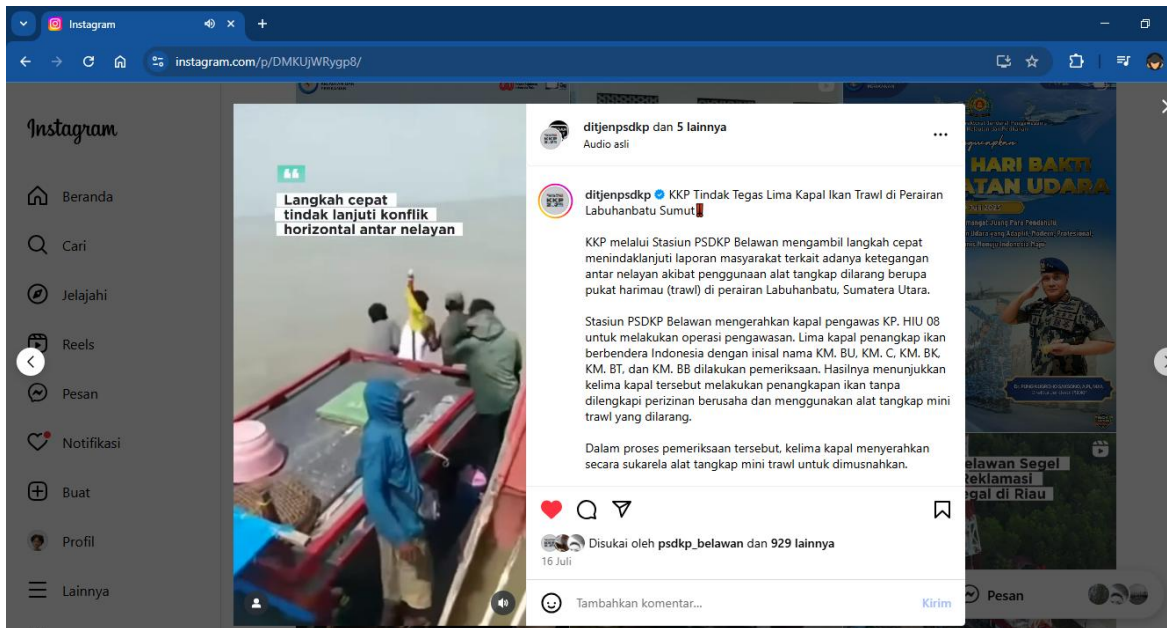 Instagram
instagram.com/p/DMKUjWRygp8/
Instagram
Beranda
Cari
Jelajahi
Reels
Pesan
Notifikasi
Buat
Profil
Lainnya
Langkah cepat
tindak lanjuti konflik
horizontal antar nelayan
ditjenpsdkp dan 5 lainnya
Audio asli
ditjenpsdkp KKP Tindak Tegas Lima Kapal Ikan Trawl di Perairan
Labuhanbatu Sumut
KKP melalui Stasiun PSDKP Belawan mengambil langkah cepat
menindaklanjuti laporan masyarakat terkait adanya ketegangan
antar nelayan akibat penggunaan alat tangkap dilarang berupa
pukat harimau (trawl) di perairan Labuhanbatu, Sumatera Utara.
Stasiun PSDKP Belawan mengerahkan kapal pengawas KP. HIU 08
untuk melakukan operasi pengawasan. Lima kapal penangkap ikan
berbendera Indonesia dengan inisal nama KM. BU, KM. C, KM. BK,
KM. BT, dan KM. BB dilakukan pemeriksaan. Hasilnya menunjukkan
kelima kapal tersebut melakukan penangkapan ikan tanpa
dilengkapi perizinan berusaha dan menggunakan alat tangkap mini
trawl yang dilarang.
Dalam proses pemeriksaan tersebut, kelima kapal menyerahkan
secara sukarela alat tangkap mini trawl untuk dimusnahkan.
Disukai oleh psdkp_belawan dan 929 lainnya
16 Juli
Tambahkan komentar...
Kirim
HARI BAKTI
TAN UDARA
elawan Segel
eklamasi
gal di Riau
Pesan